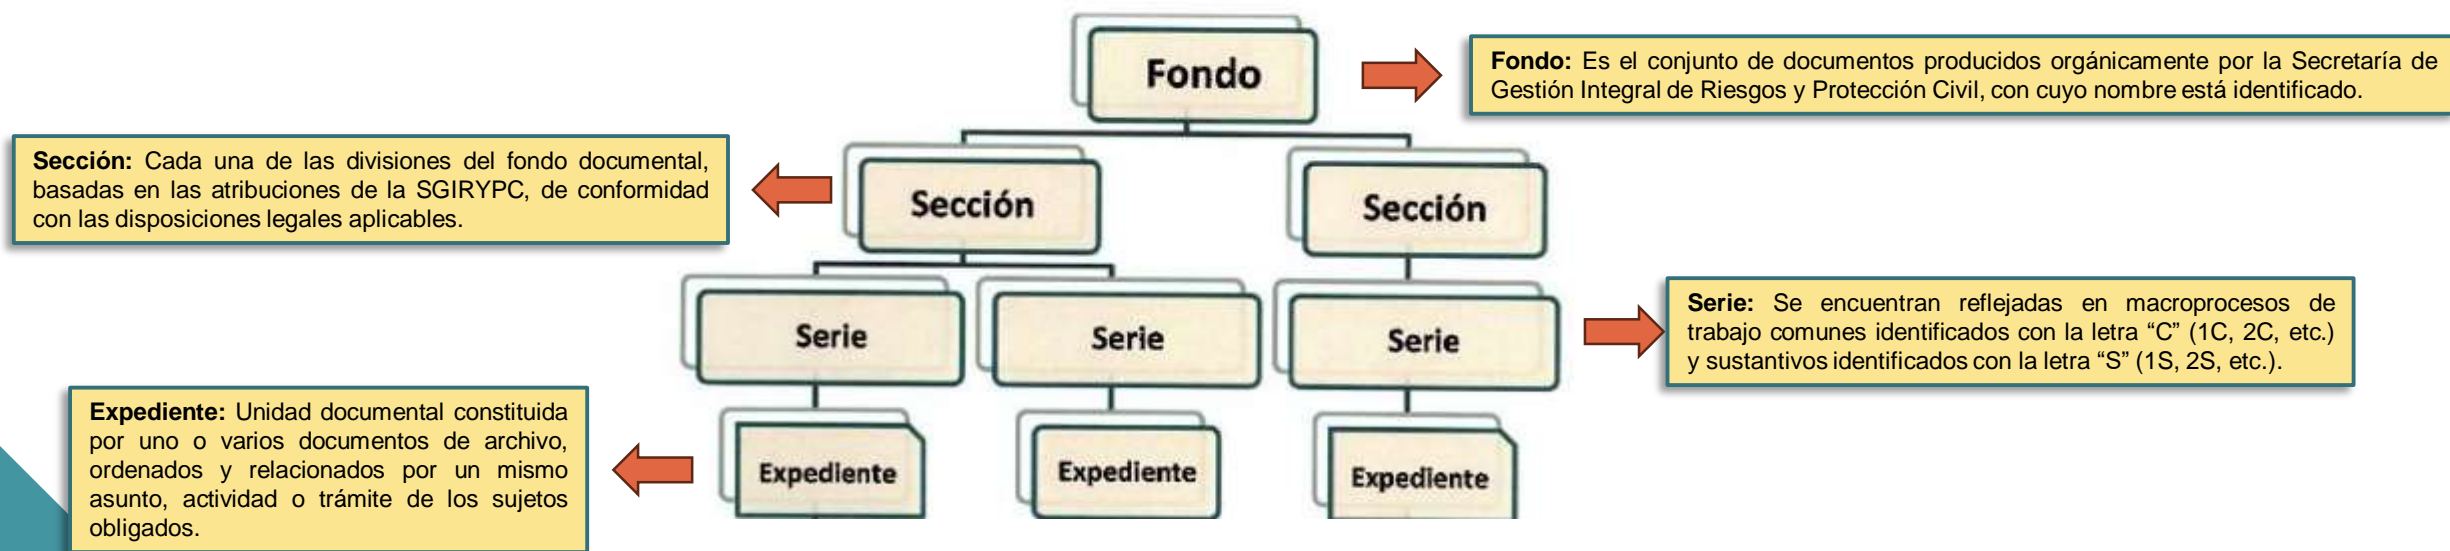 Fondo
Fondo: Es el conjunto de documentos producidos orgánicamente por la Secretaría de
Gestión Integral de Riesgos y Protección Civil, con cuyo nombre está identificado.
Sección: Cada una de las divisiones del fondo documental,
basadas en las atribuciones de la SGIRYPC, de conformidad
con las disposiciones legales aplicables.
Sección
Sección
Serie
Serie
Serie
Serie: Se encuentran reflejadas en macroprocesos de
trabajo comunes identificados con la letra “C” (1C, 2C, etc.)
y sustantivos identificados con la letra “S” (1S, 2S, etc.).
Expediente: Unidad documental constituida
por uno o varios documentos de archivo,
ordenados y relacionados por un mismo
asunto, actividad o trámite de los sujetos
obligados.
Expediente
Expediente
Expediente